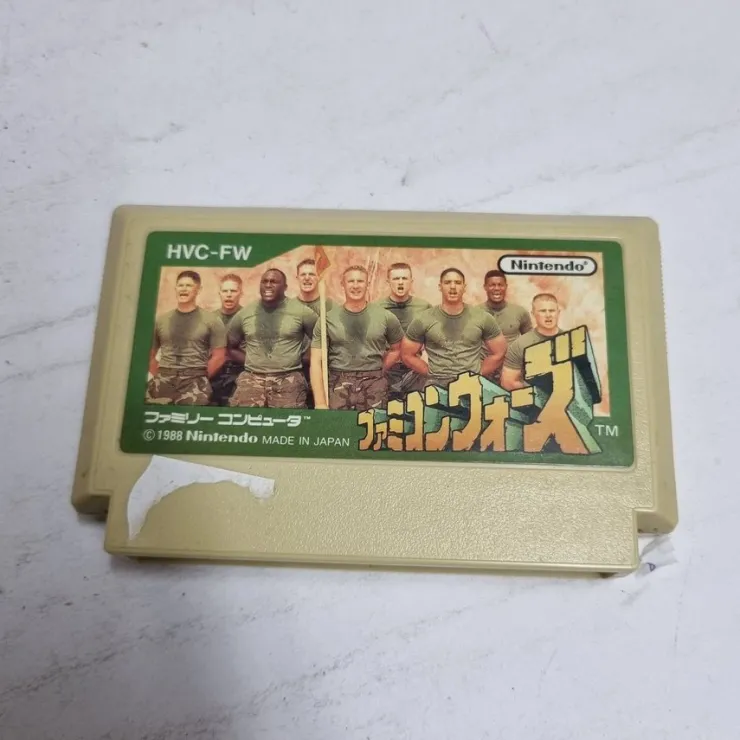 HVC-FW
Nintendo®
ファミリー コンピュータ™
©1988 Nintendo MADE IN JAPAN
ファミコンウォーズ
TM